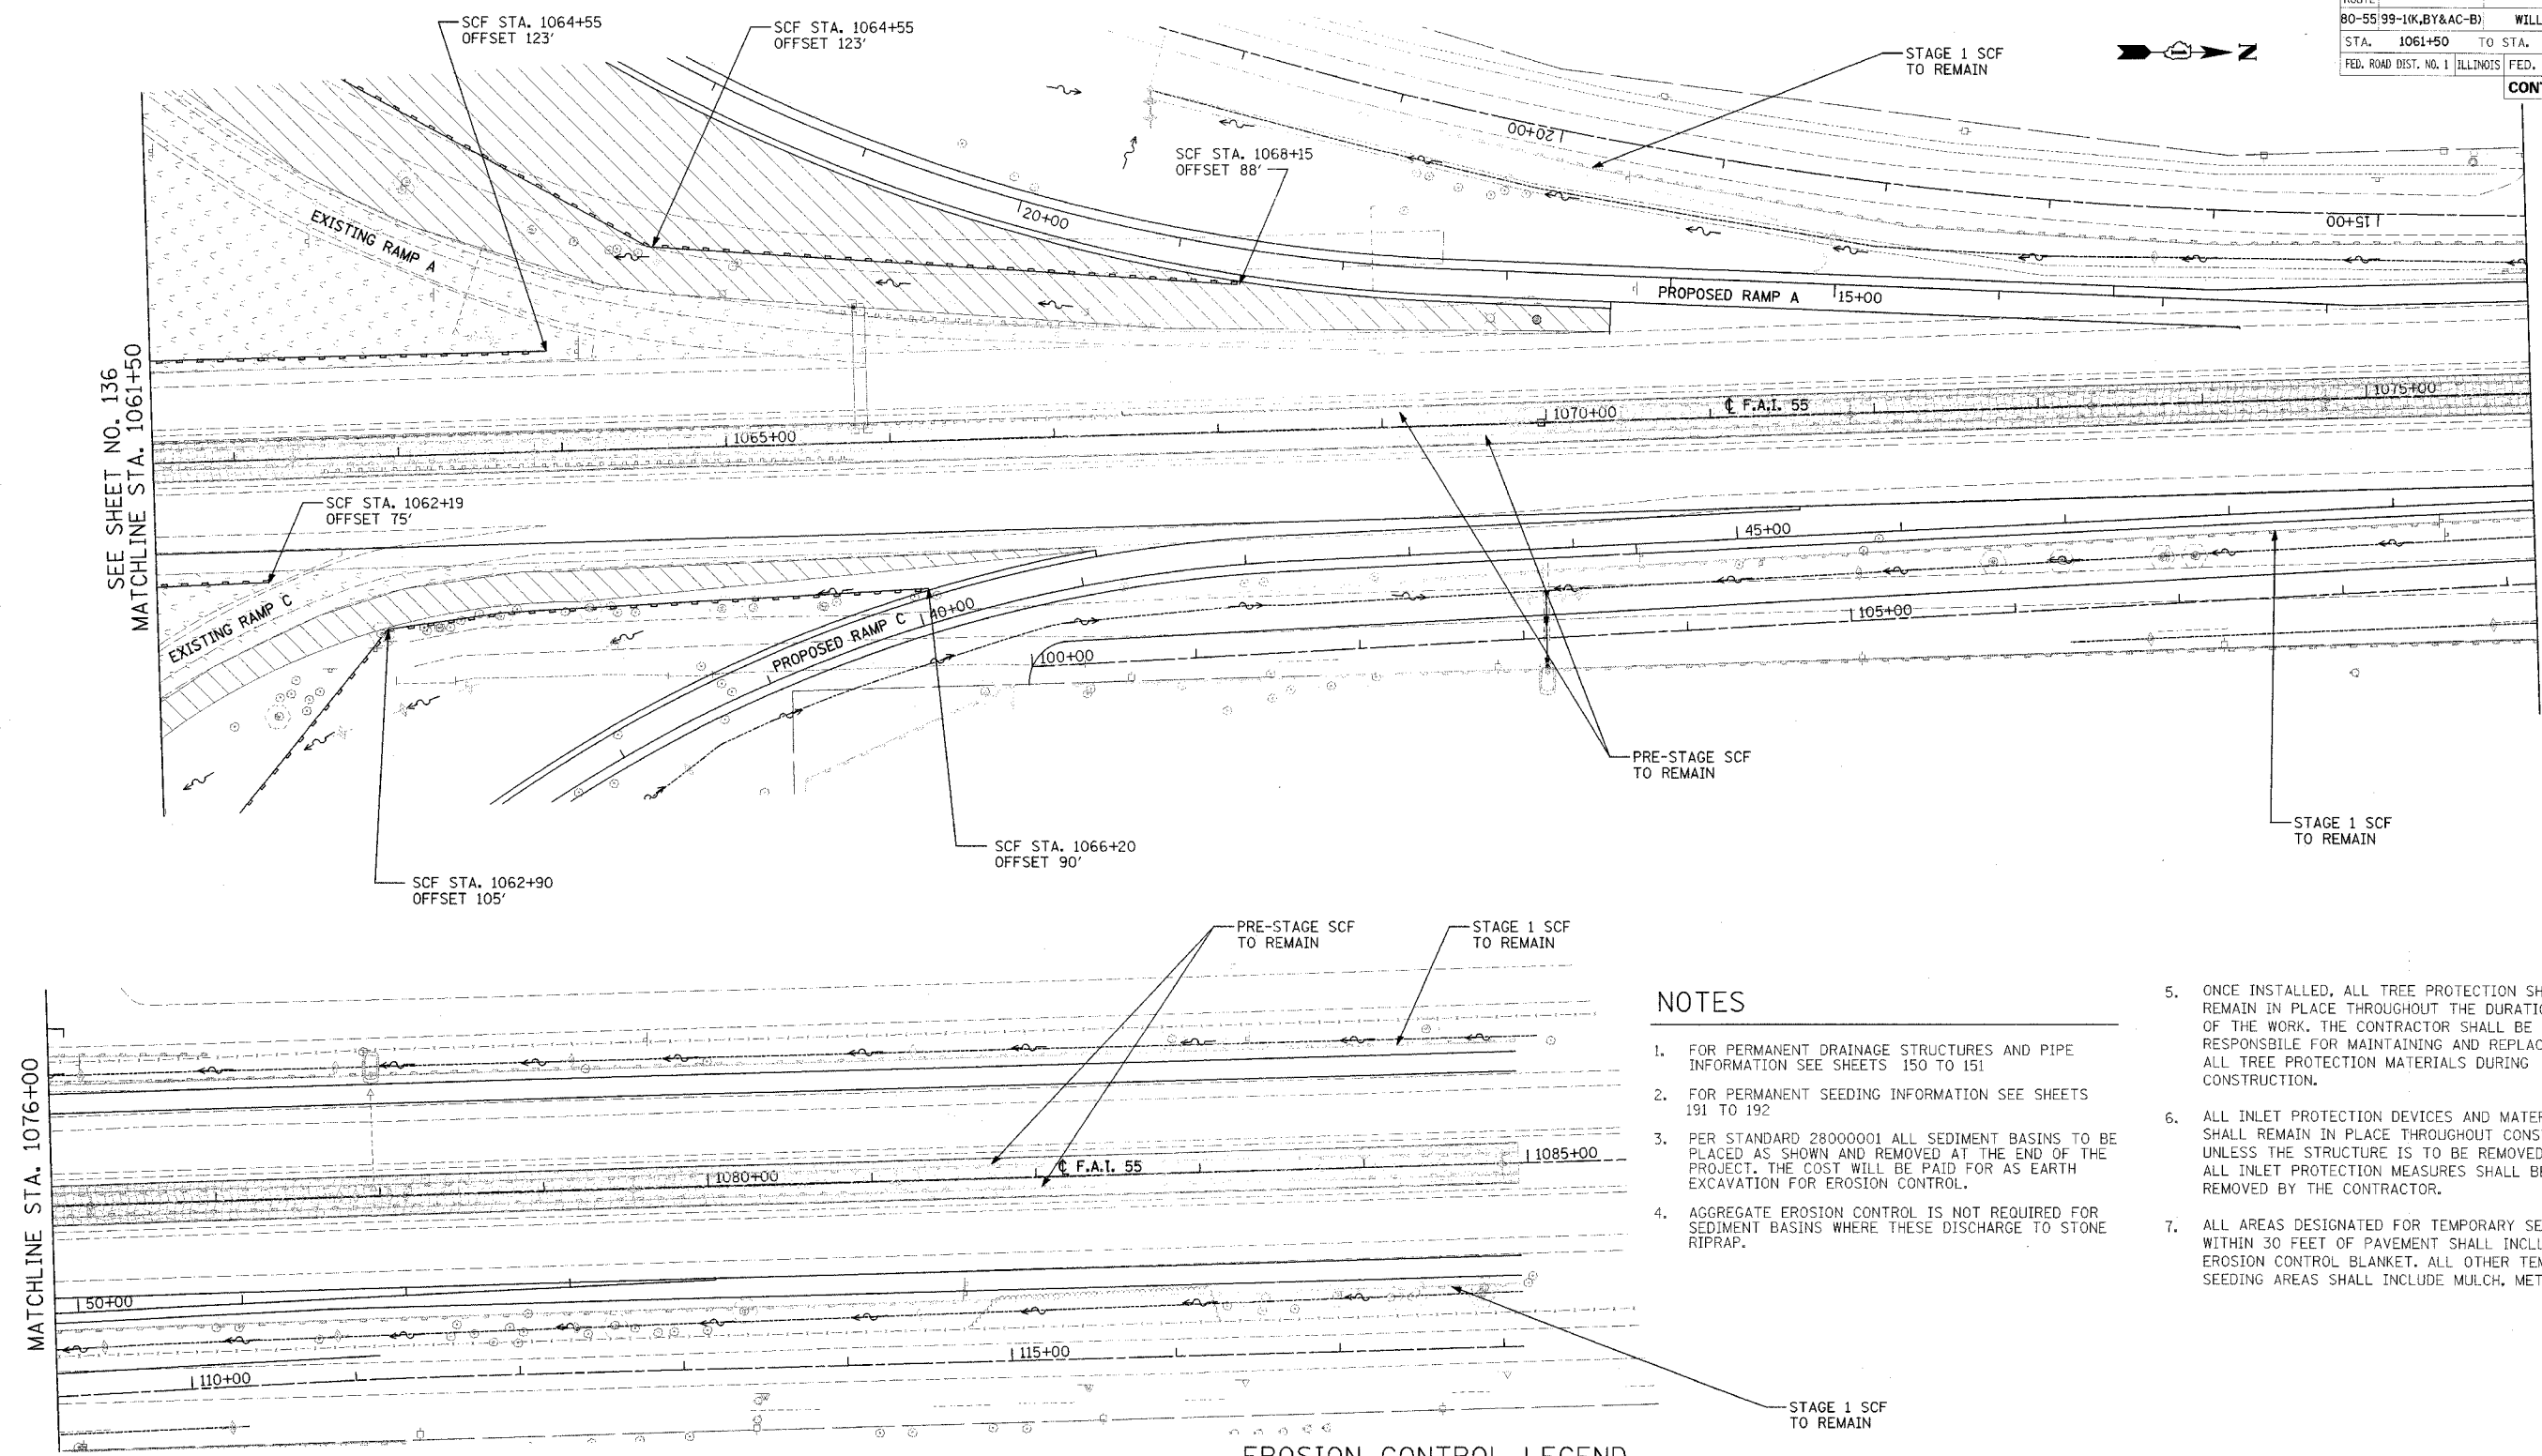 SCF STA. 1064+55
OFFSET 123'
SCF STA. 1064+55
OFFSET 123'
STAGE 1 SCF
TO REMAIN
N
80-55 99-1(K,BY&AC-B) WILL
STA. 1061+50 TO STA.
FED. ROAD DIST. NO. 1 ILLINOIS FED.
SCF STA. 1068+15
OFFSET 88'
120+00
115+00
20+00
EXISTING RAMP A
PROPOSED RAMP A 15+00
SEE SHEET NO. 136
MATCHLINE STA. 1061+50
1065+00
1070+00
℄ F.A.I. 55
1075+00
SCF STA. 1062+19
OFFSET 75'
EXISTING RAMP C
PROPOSED RAMP C
40+00
45+00
100+00
105+00
PRE-STAGE SCF
TO REMAIN
STAGE 1 SCF
TO REMAIN
SCF STA. 1066+20
OFFSET 90'
SCF STA. 1062+90
OFFSET 105'
PRE-STAGE SCF
TO REMAIN
STAGE 1 SCF
TO REMAIN
MATCHLINE STA. 1076+00
1080+00
℄ F.A.I. 55
1085+00
50+00
110+00
115+00
STAGE 1 SCF
TO REMAIN
NOTES
1. FOR PERMANENT DRAINAGE STRUCTURES AND PIPE
INFORMATION SEE SHEETS 150 TO 151
2. FOR PERMANENT SEEDING INFORMATION SEE SHEETS
191 TO 192
3. PER STANDARD 28000001 ALL SEDIMENT BASINS TO BE
PLACED AS SHOWN AND REMOVED AT THE END OF THE
PROJECT. THE COST WILL BE PAID FOR AS EARTH
EXCAVATION FOR EROSION CONTROL.
4. AGGREGATE EROSION CONTROL IS NOT REQUIRED FOR
SEDIMENT BASINS WHERE THESE DISCHARGE TO STONE
RIPRAP.
5. ONCE INSTALLED, ALL TREE PROTECTION
REMAIN IN PLACE THROUGHOUT THE
OF THE WORK. THE CONTRACTOR SHALL BE
RESPONSBILE FOR MAINTAINING AND
ALL TREE PROTECTION MATERIALS DURING
CONSTRUCTION.
6. ALL INLET PROTECTION DEVICES AND
SHALL REMAIN IN PLACE THROUGHOUT
UNLESS THE STRUCTURE IS TO BE REMOVED
ALL INLET PROTECTION MEASURES SHALL
REMOVED BY THE CONTRACTOR.
7. ALL AREAS DESIGNATED FOR TEMPORARY
WITHIN 30 FEET OF PAVEMENT SHALL
EROSION CONTROL BLANKET. ALL OTHER
SEEDING AREAS SHALL INCLUDE MULCH,
EROSION CONTROL LEGEND